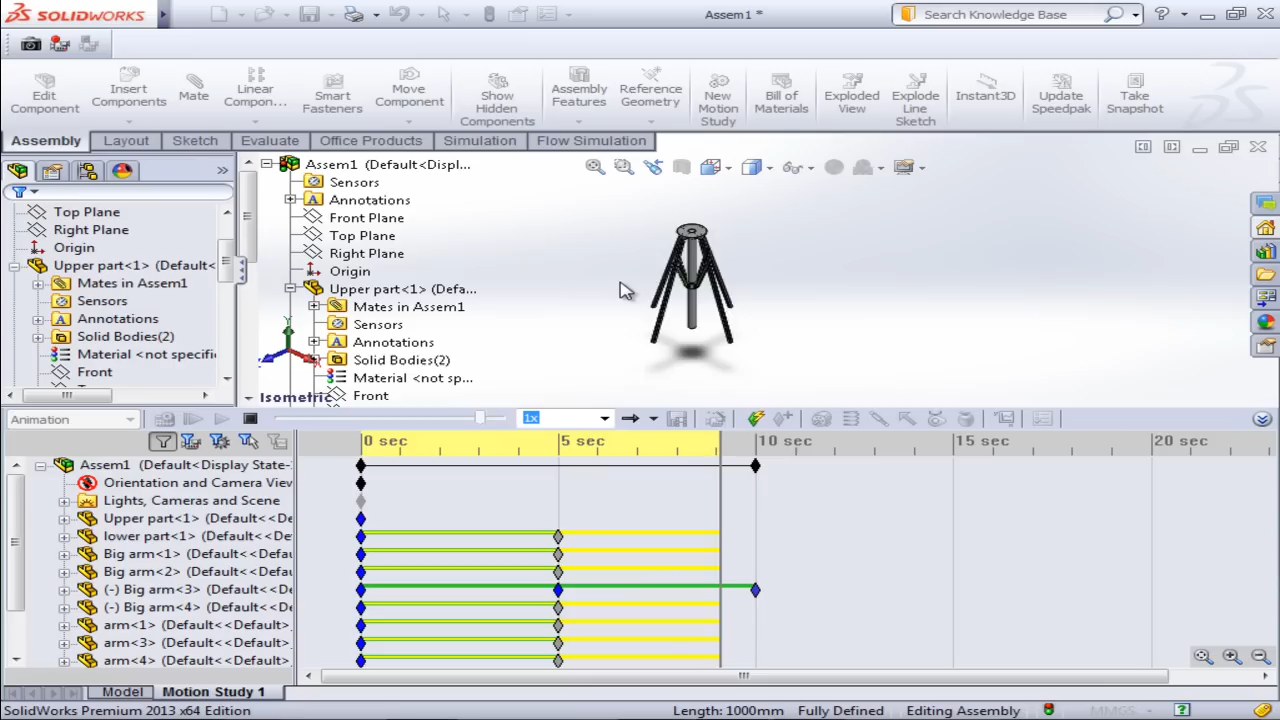 SOLIDWORKS
Assem1 *
Search Knowledge Base
Edit Component
Insert Components
Mate
Linear Compon...
Smart Fasteners
Move Component
Show Hidden Components
Assembly Features
Reference Geometry
New Motion Study
Bill of Materials
Exploded View
Explode Line Sketch
Instant3D
Update Speedpak
Take Snapshot
Assembly
Layout
Sketch
Evaluate
Office Products
Simulation
Flow Simulation
Top Plane
Right Plane
Origin
Upper part<1> (Default<
Mates in Assem1
Sensors
Annotations
Solid Bodies(2)
Material <not specifi
Front
Assem1 (Default<Displ...
Sensors
Annotations
Front Plane
Top Plane
Right Plane
Origin
Upper part<1> (Defa...
Mates in Assem1
Sensors
Annotations
Solid Bodies(2)
Material <not sp...
Front
Y
X
Isometric
Animation
1x
0 sec
5 sec
10 sec
15 sec
20 sec
Assem1 (Default<Display State-
Orientation and Camera View
Lights, Cameras and Scene
Upper part<1> (Default<<De
lower part<1> (Default<<De
Big arm<1> (Default<<Defa
Big arm<2> (Default<<Defa
(-) Big arm<3> (Default<<D
(-) Big arm<4> (Default<<D
arm<1> (Default<<Default>
arm<3> (Default<<Default>
arm<4> (Default<<Default>
Model
Motion Study 1
SolidWorks Premium 2013 x64 Edition
Length: 1000mm
Fully Defined
Editing Assembly
MMGS